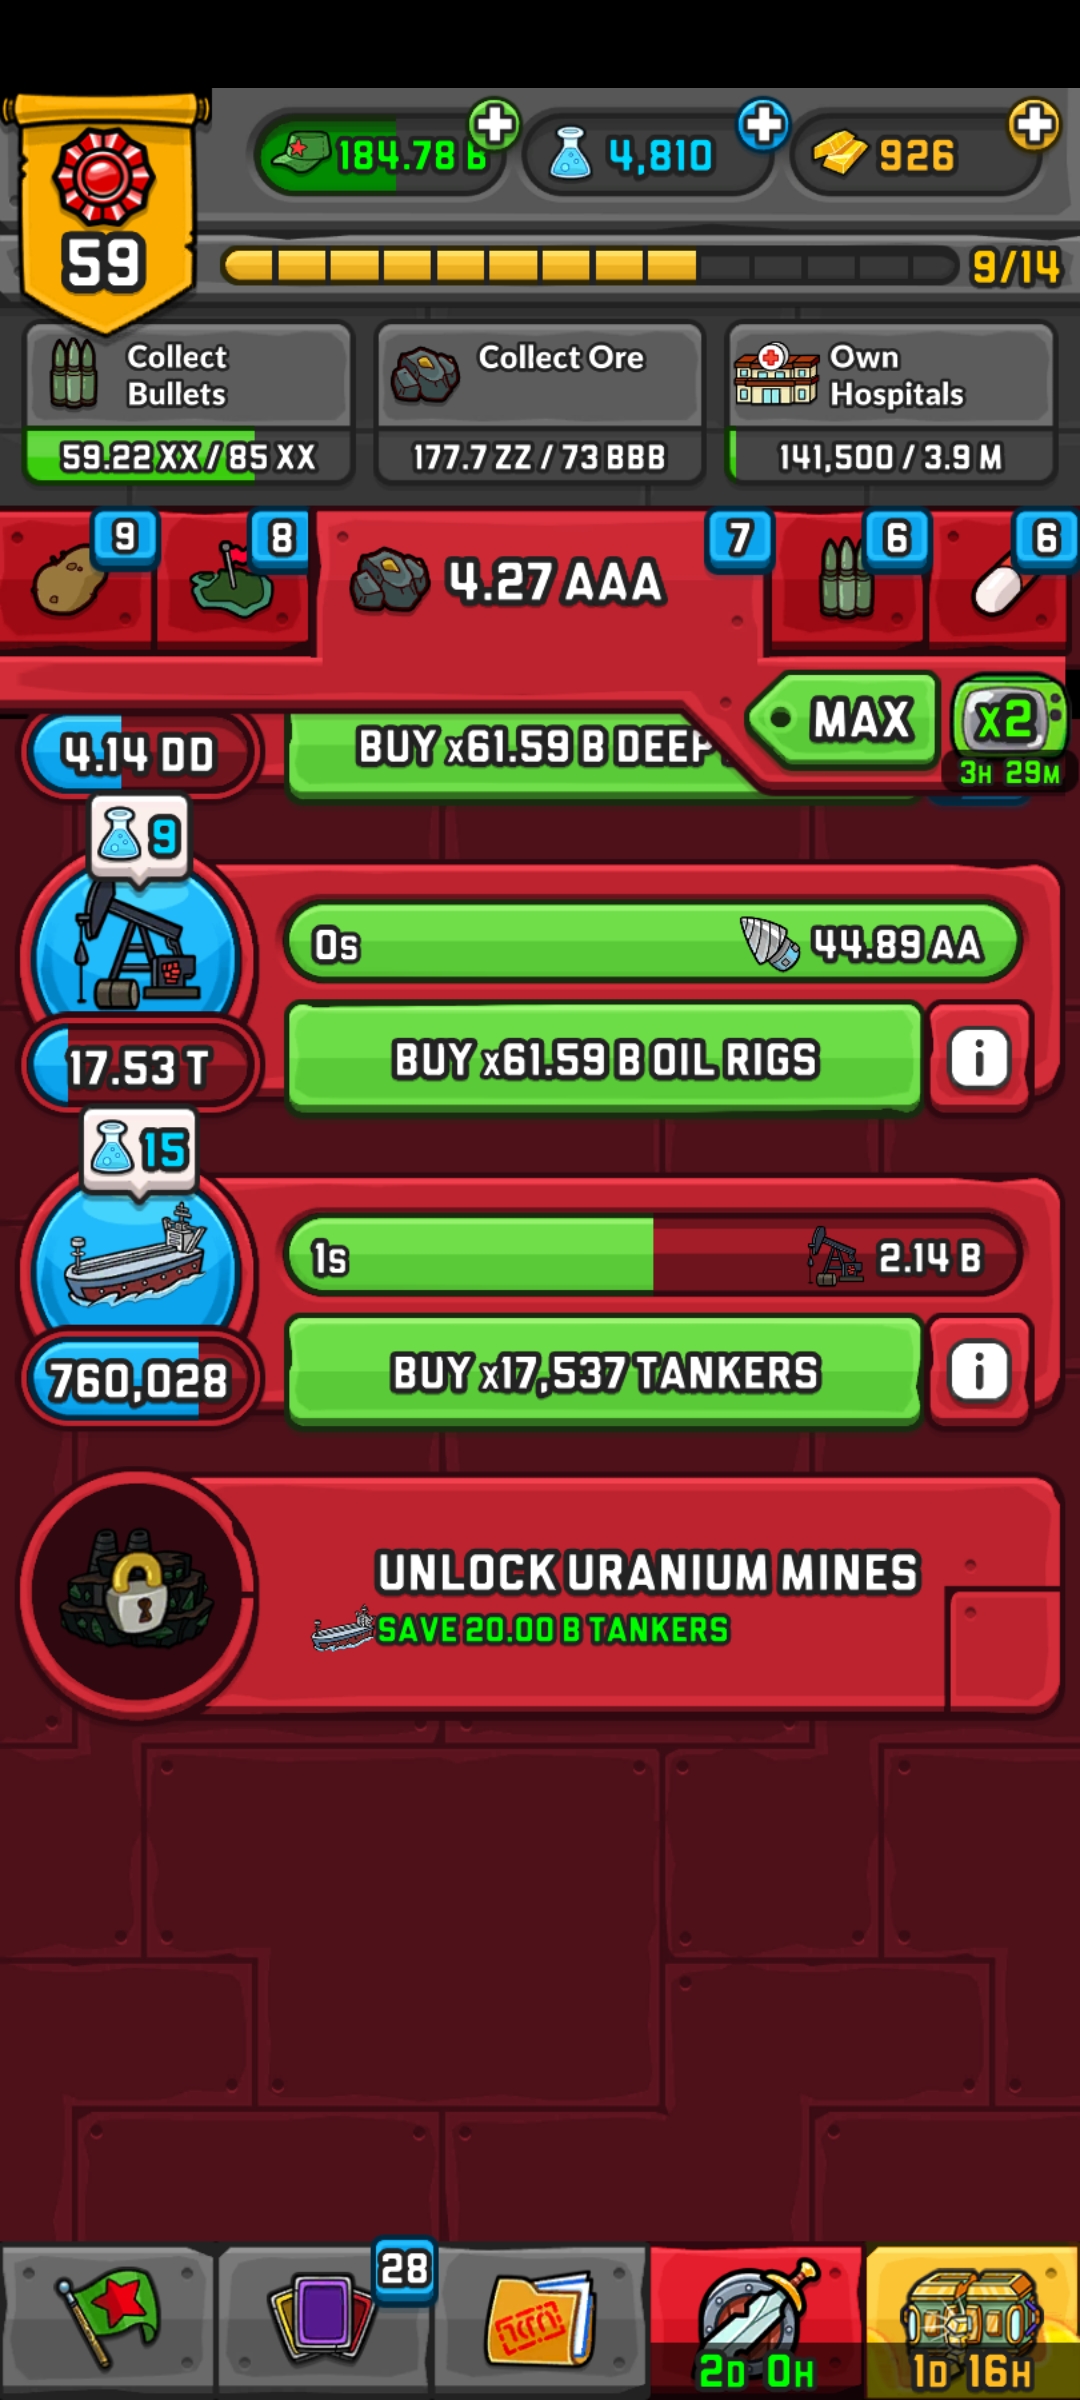 184.78 B
4,810
926
59
9/14
Collect
Bullets
59.22 XX / 85 XX
Collect Ore
177.7 ZZ / 73 BBB
Own
Hospitals
141,500 / 3.9 M
9
8
4.27 AAA
7
6
6
MAX
x2
3H 29M
4.14 DD
BUY x61.59 B DEEP
9
0s
44.89 AA
17.53 T
BUY x61.59 B OIL RIGS
i
15
1s
2.14 B
760,028
BUY x17,537 TANKERS
i
UNLOCK URANIUM MINES
SAVE 20.00 B TANKERS
28
2D 0H
1D 16H